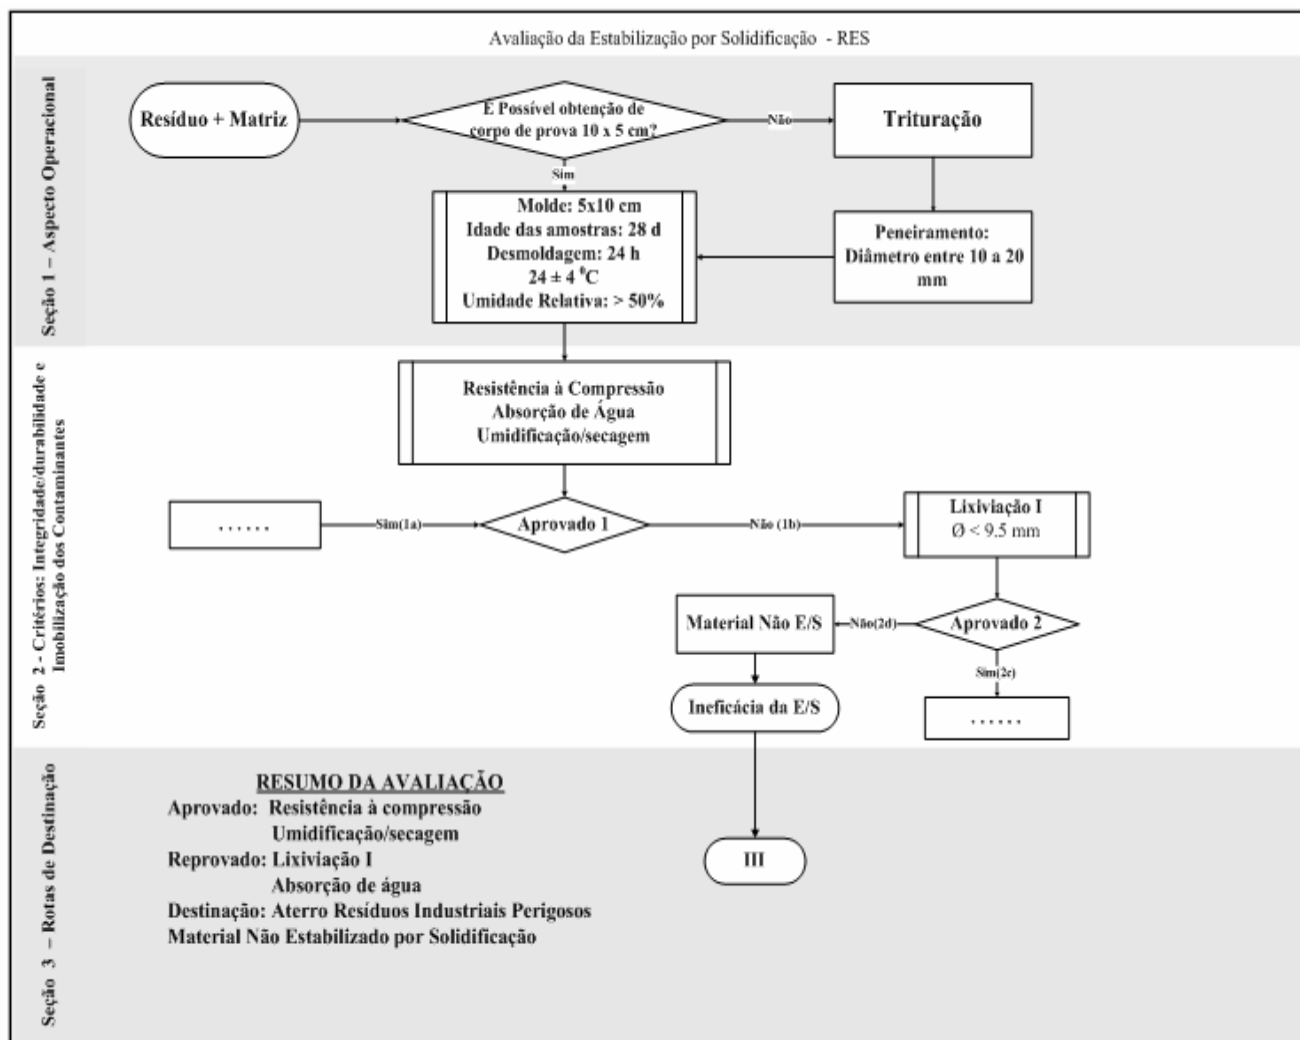 Avaliação da Estabilização por Solidificação - RES
Seção 1 – Aspecto Operacional
Resíduo + Matriz
É Possível obtenção de
corpo de prova 10 x 5 cm?
Não
Trituração
Sim
Molde: 5x10 cm
Idade das amostras: 28 d
Desmoldagem: 24 h
24 ± 4 ⁰C
Umidade Relativa: > 50%
Peneiramento:
Diâmetro entre 10 a 20
mm
Seção 2 - Critérios: Integridade/durabilidade e
Imobilização dos Contaminantes
Resistência à Compressão
Absorção de Água
Umidificação/secagem
......
Sim(1a)
Aprovado 1
Não (1b)
Lixiviação I
Ø < 9.5 mm
Material Não E/S
Não(2d)
Aprovado 2
Sim(2c)
Ineficácia da E/S
......
Seção 3 – Rotas de Destinação
RESUMO DA AVALIAÇÃO
Aprovado: Resistência à compressão
Umidificação/secagem
Reprovado: Lixiviação I
Absorção de água
Destinação: Aterro Resíduos Industriais Perigosos
Material Não Estabilizado por Solidificação
III